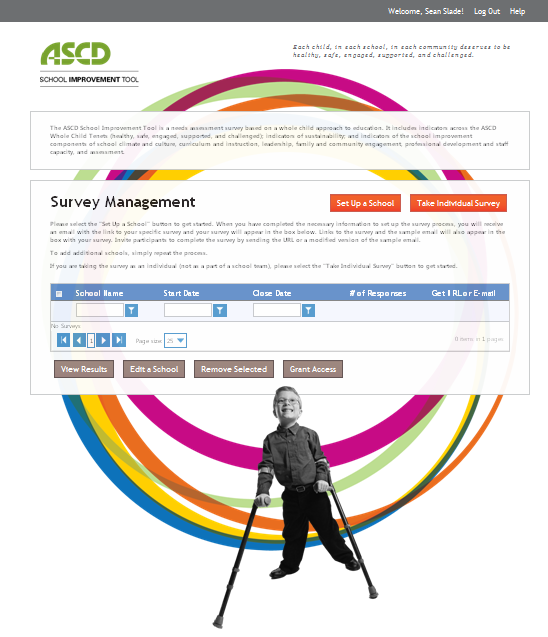 Welcome, Sean Slade! Log Out Help
ASCD
SCHOOL IMPROVEMENT TOOL
Each child, in each school, in each community deserves to be
healthy, safe, engaged, supported, and challenged.
The ASCD School Improvement Tool is a needs assessment survey based on a whole child approach to education. It includes indicators across the ASCD
Whole Child Tenets (healthy, safe, engaged, supported, and challenged); indicators of sustainability; and indicators of the school improvement
components of school climate and culture, curriculum and instruction, leadership, family and community engagement, professional development and staff
capacity, and assessment.
Survey Management
Set Up a School
Take Individual Survey
Please select the "Set Up a School" button to get started. When you have completed the necessary information to set up the survey process, you will receive
an email with the link to your specific survey and your survey will appear in the box below. Links to the survey and the sample email will also appear in the
box with your survey. Invite participants to complete the survey by sending the URL or a modified version of the sample email.
To add additional schools, simply repeat the process.
If you are taking the survey as an individual (not as a part of a school team), please select the "Take Individual Survey" button to get started.
School Name Start Date Close Date # of Responses Get URL or E-mail
No Surveys
1 Page size: 25 0 items in 1 pages
View Results Edit a School Remove Selected Grant Access